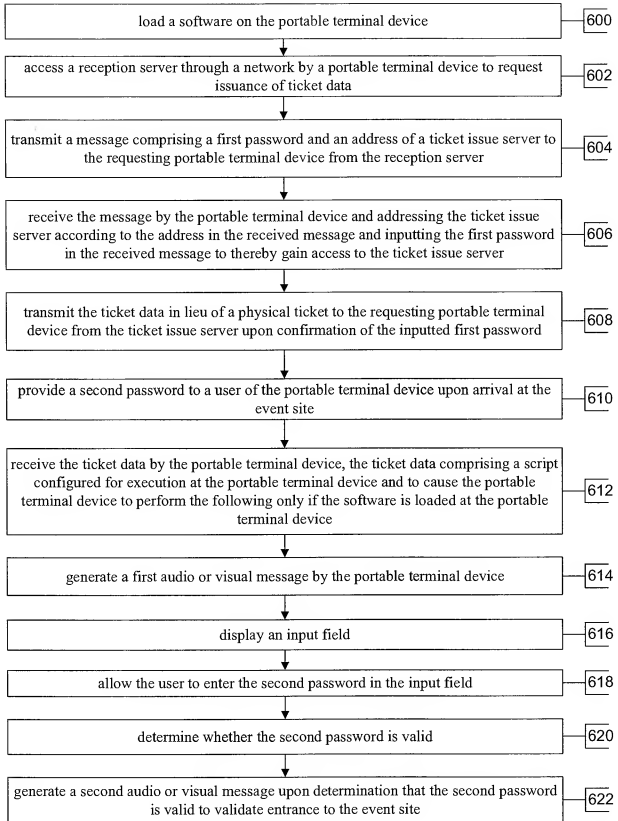 load a software on the portable terminal device
600
access a reception server through a network by a portable terminal device to request
issuance of ticket data
602
transmit a message comprising a first password and an address of a ticket issue server to
the requesting portable terminal device from the reception server
604
receive the message by the portable terminal device and addressing the ticket issue
server according to the address in the received message and inputting the first password
in the received message to thereby gain access to the ticket issue server
606
transmit the ticket data in lieu of a physical ticket to the requesting portable terminal
device from the ticket issue server upon confirmation of the inputted first password
608
provide a second password to a user of the portable terminal device upon arrival at the
event site
610
receive the ticket data by the portable terminal device, the ticket data comprising a script
configured for execution at the portable terminal device and to cause the portable
terminal device to perform the following only if the software is loaded at the portable
terminal device
612
generate a first audio or visual message by the portable terminal device
614
display an input field
616
allow the user to enter the second password in the input field
618
determine whether the second password is valid
620
generate a second audio or visual message upon determination that the second password
is valid to validate entrance to the event site
622